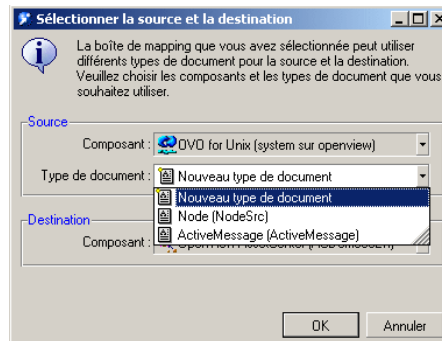 Sélectionner la source et la destination
La boîte de mapping que vous avez sélectionnée peut utiliser
différents types de document pour la source et la destination.
Veuillez choisir les composants et les types de document que vous
souhaitez utiliser.
Source
Composant : OVO for Unix (system sur openview)
Type de document : Nouveau type de document
Nouveau type de document
Node (NodeSrc)
Destination
ActiveMessage (ActiveMessage)
Composant :
OK Annuler